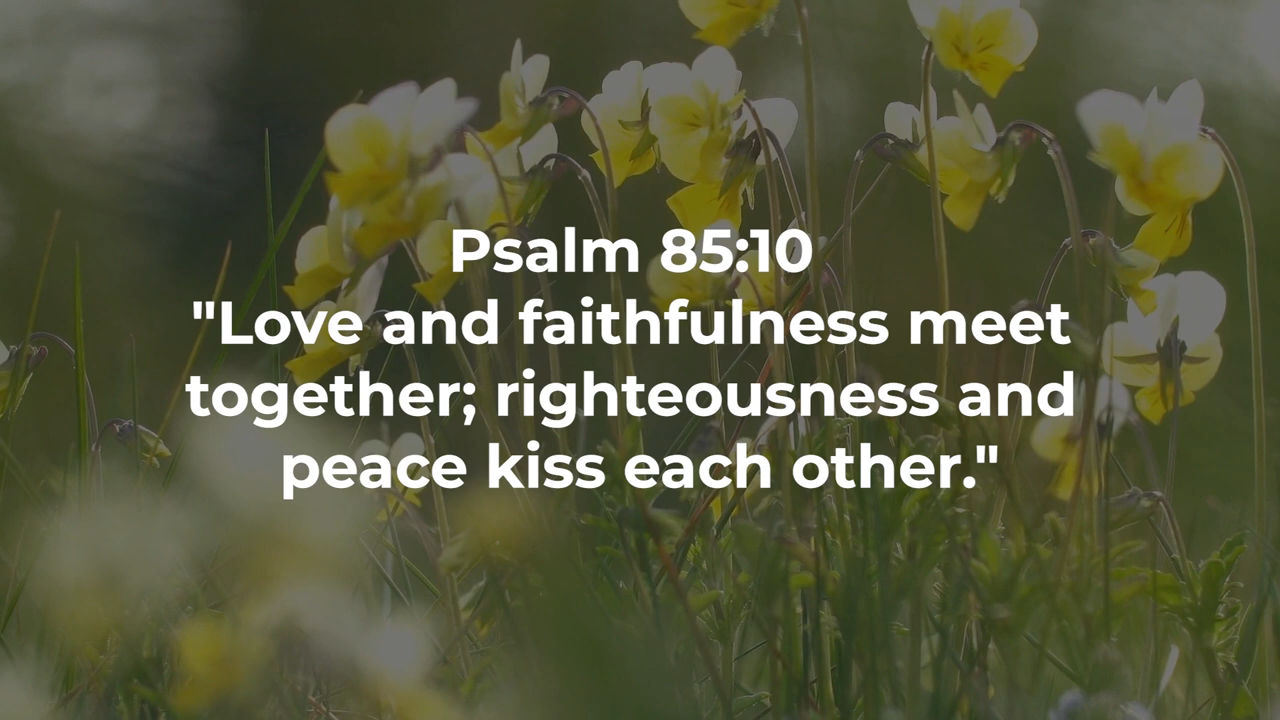 Psalm 85:10
"Love and faithfulness meet
together; righteousness and
peace kiss each other."